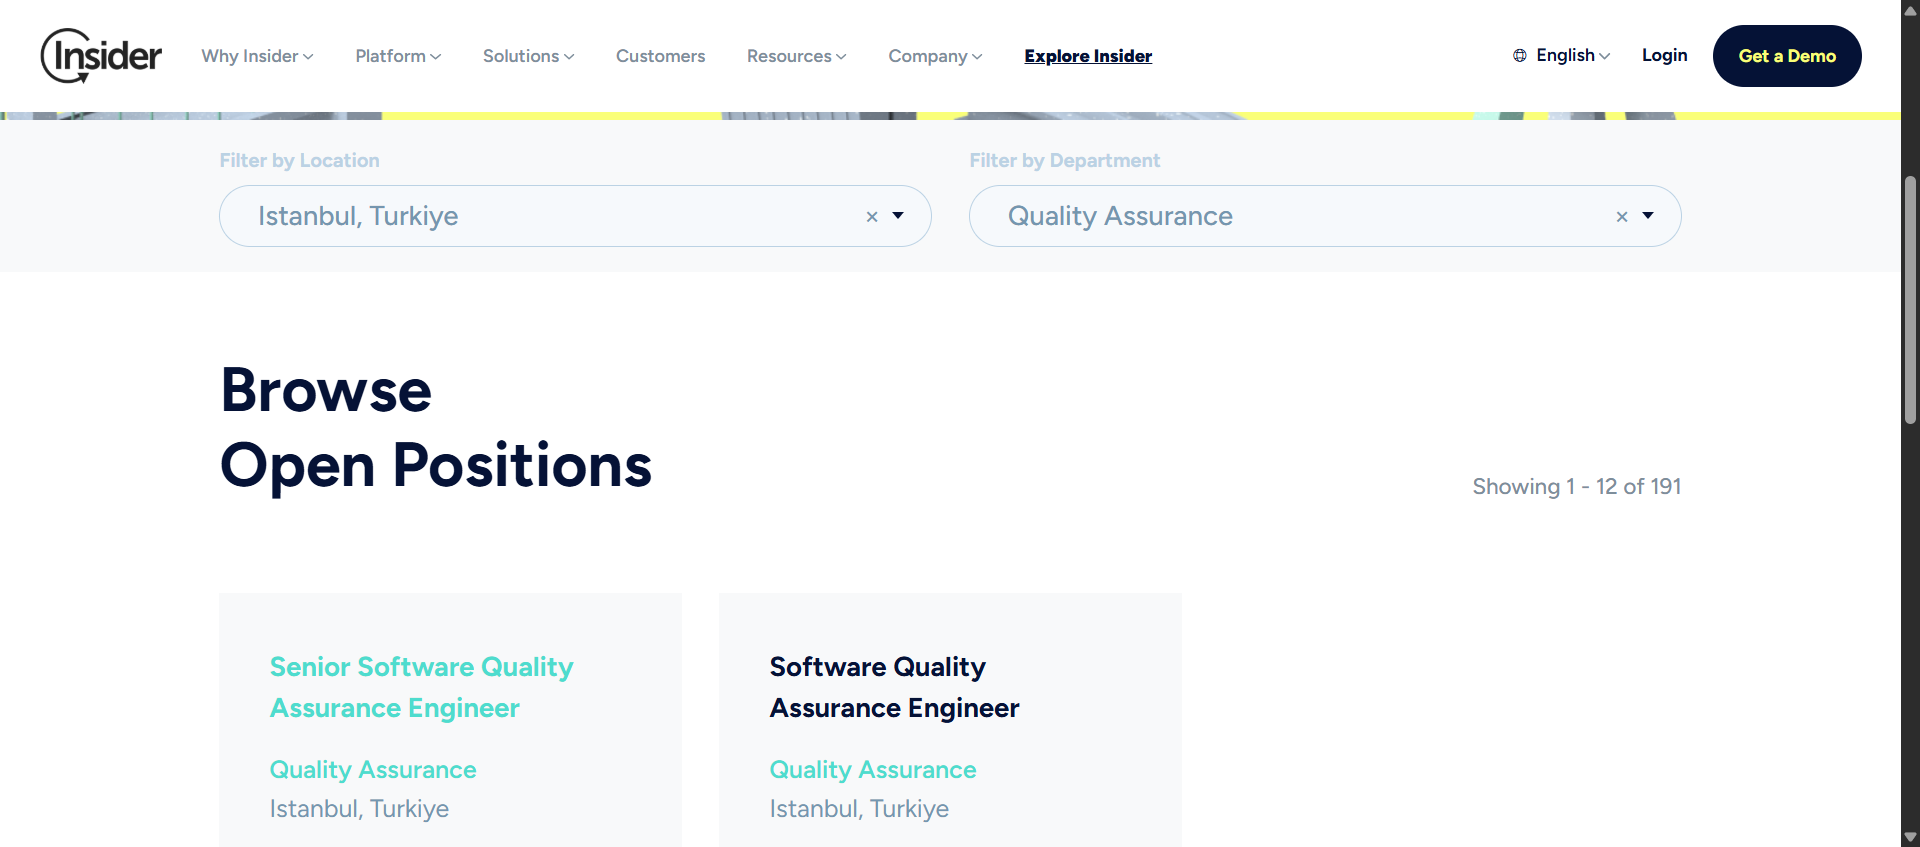 Insider
Why Insider
Platform
Solutions
Customers
Resources
Company
Explore Insider
English
Login
Get a Demo
Filter by Location
Filter by Department
Istanbul, Turkiye
×
Quality Assurance
×
Browse
Open Positions
Showing 1 - 12 of 191
Senior Software Quality
Assurance Engineer
Quality Assurance
Istanbul, Turkiye
Software Quality
Assurance Engineer
Quality Assurance
Istanbul, Turkiye